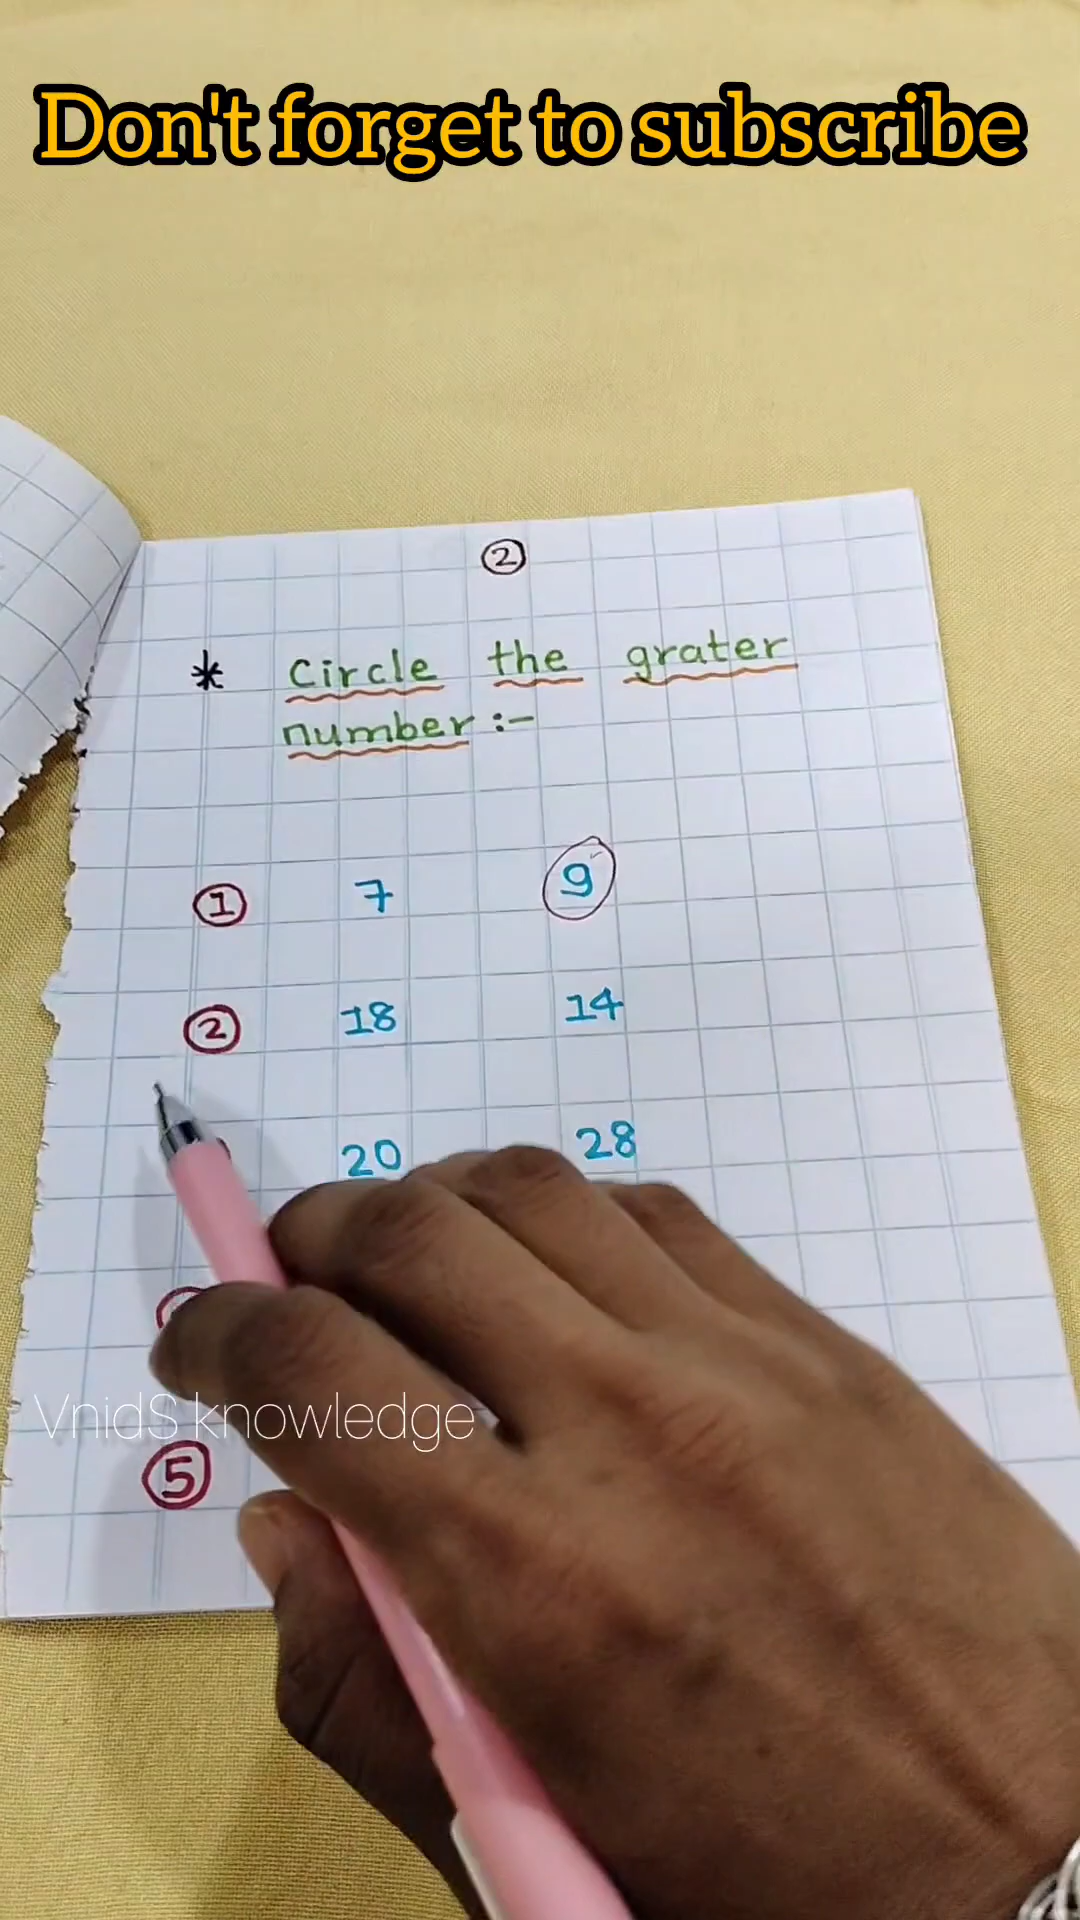 Don't forget to subscribe
2
* Circle the grater
number :-
1 7 9
2 18 14
20 28
VnidS knowledge
5